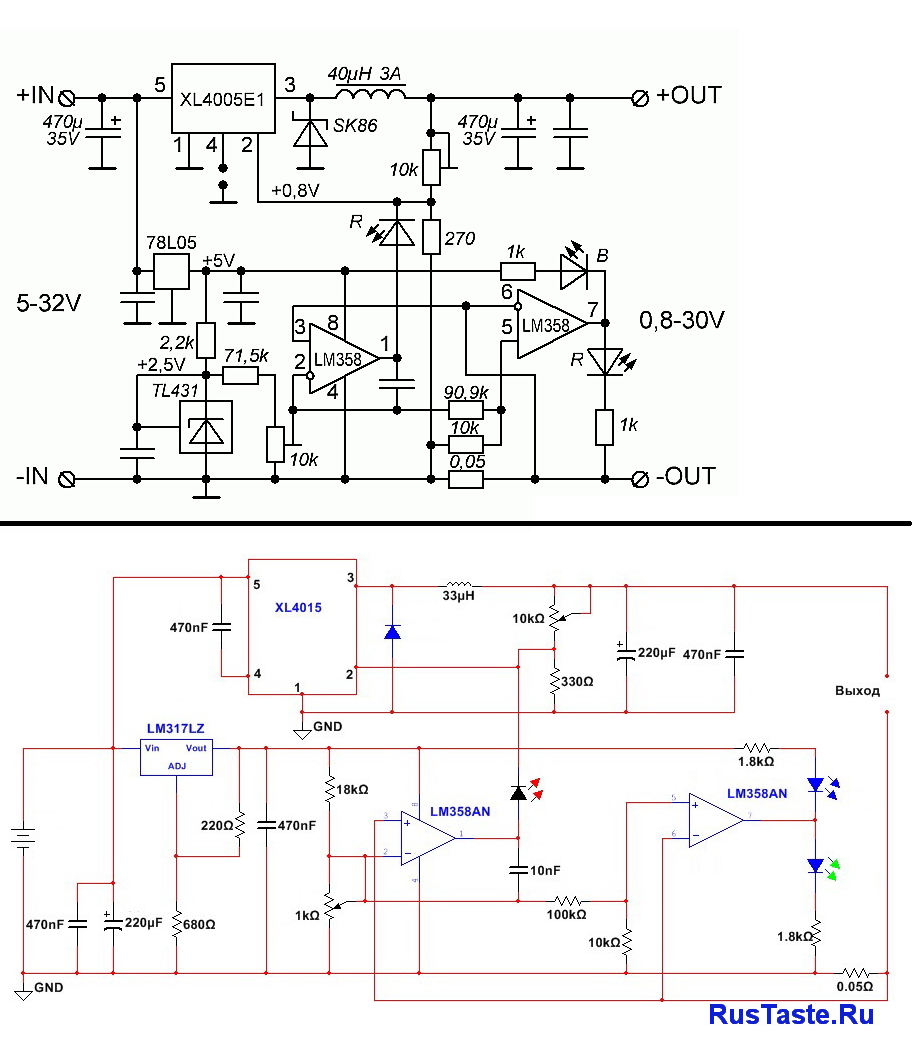 +IN
5
XL4005E1
3
40µH 3A
+OUT
470µ
35V
+
1
4
2
SK86
10k
470µ
35V
+
+0,8V
R
270
78L05
+5V
1k
B
5-32V
2,2k
+2,5V
71,5k
TL431
3
8
2
LM358
1
4
6
5
LM358
7
0,8-30V
R
90,9k
10k
0,05
1k
10k
-IN
-OUT
5
3
XL4015
470nF
4
2
1
33µH
10kΩ
330Ω
+
220µF
470nF
Выход
GND
LM317LZ
Vin
Vout
ADJ
220Ω
470nF
18kΩ
1kΩ
3
2
8
4
1
LM358AN
10nF
100kΩ
10kΩ
5
6
7
LM358AN
1.8kΩ
1.8kΩ
0.05Ω
470nF
+
220µF
680Ω
GND
RusTaste.Ru